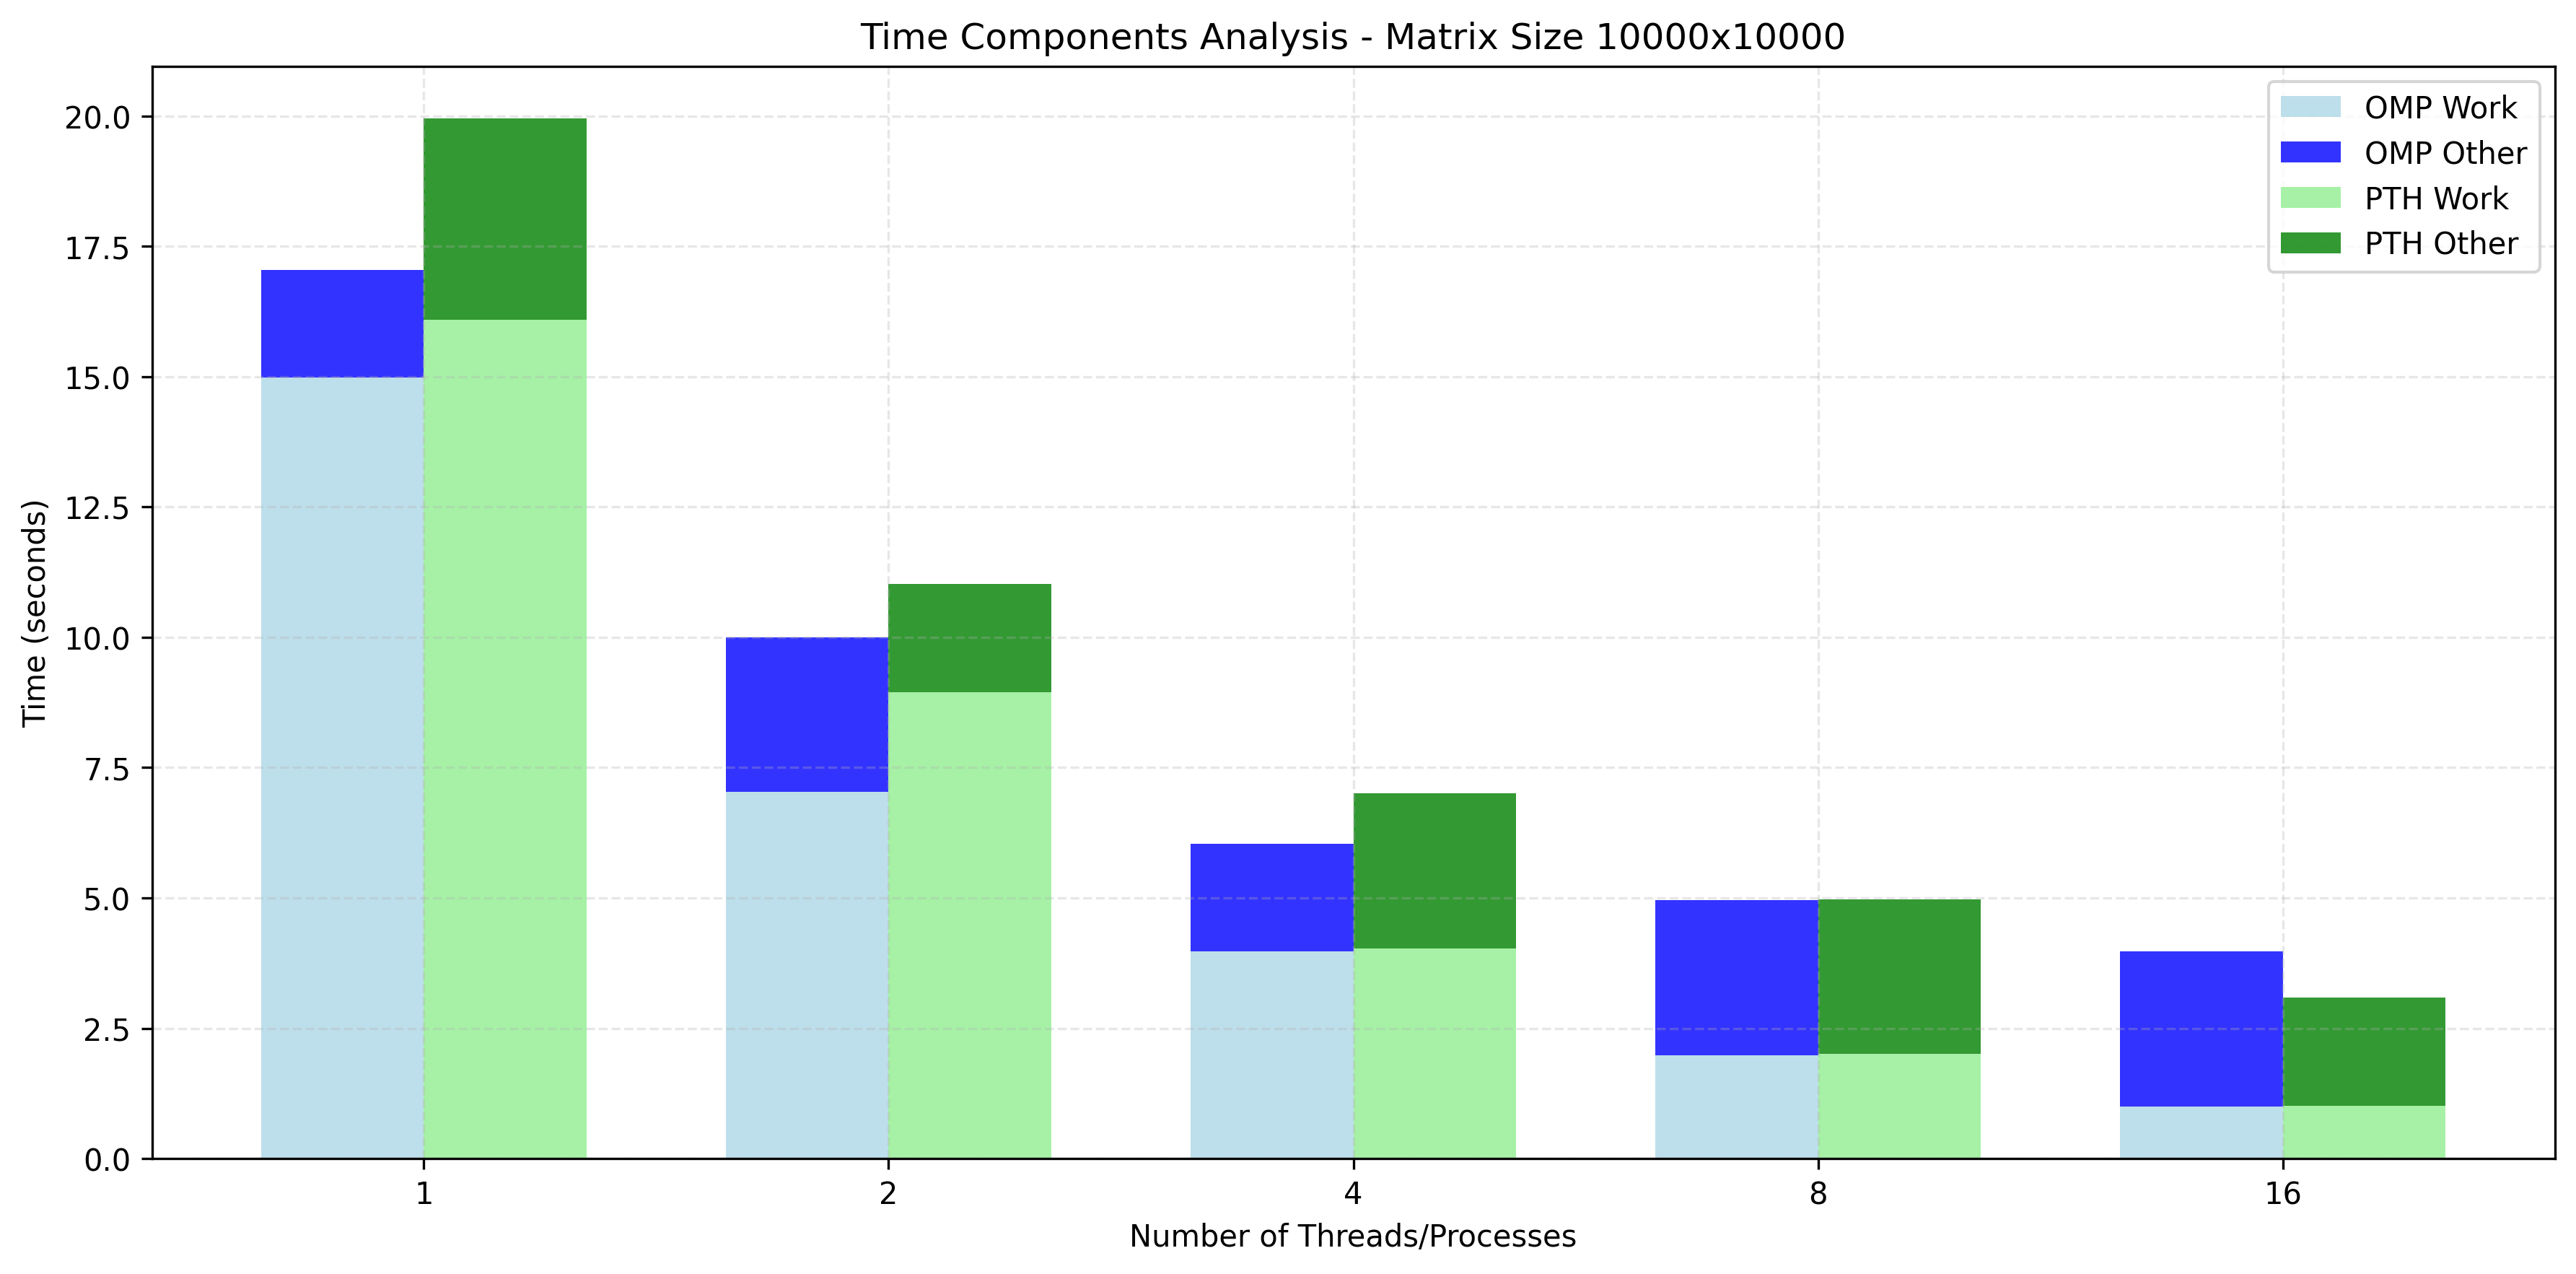 Time Components Analysis - Matrix Size 10000x10000
OMP Work
OMP Other
PTH Work
PTH Other
Time (seconds)
20.0
17.5
15.0
12.5
10.0
7.5
5.0
2.5
0.0
1 2 4 8 16
Number of Threads/Processes